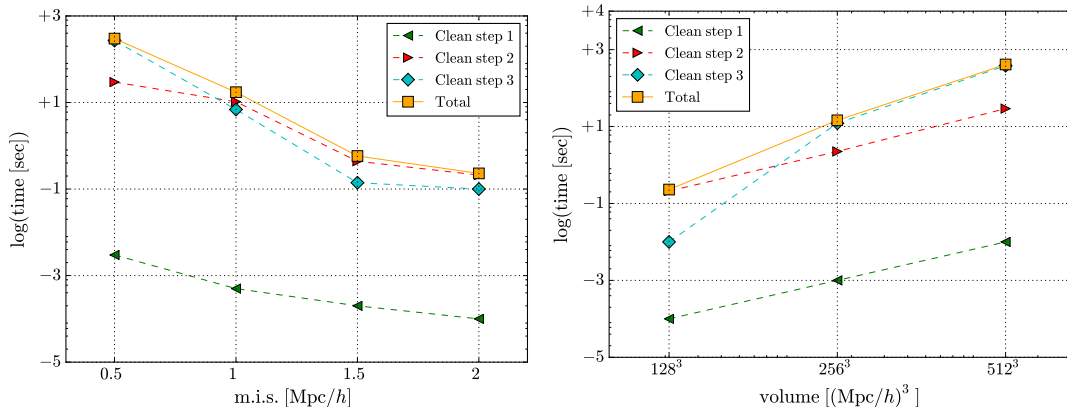 +3
+1
−1
−3
−5
log(time [sec])
0.5
1
1.5
2
m.i.s. [Mpc/h]
Clean step 1
Clean step 2
Clean step 3
Total
+4
+3
+1
−1
−3
−5
log(time [sec])
128³
256³
512³
volume [(Mpc/h)³ ]
Clean step 1
Clean step 2
Clean step 3
Total